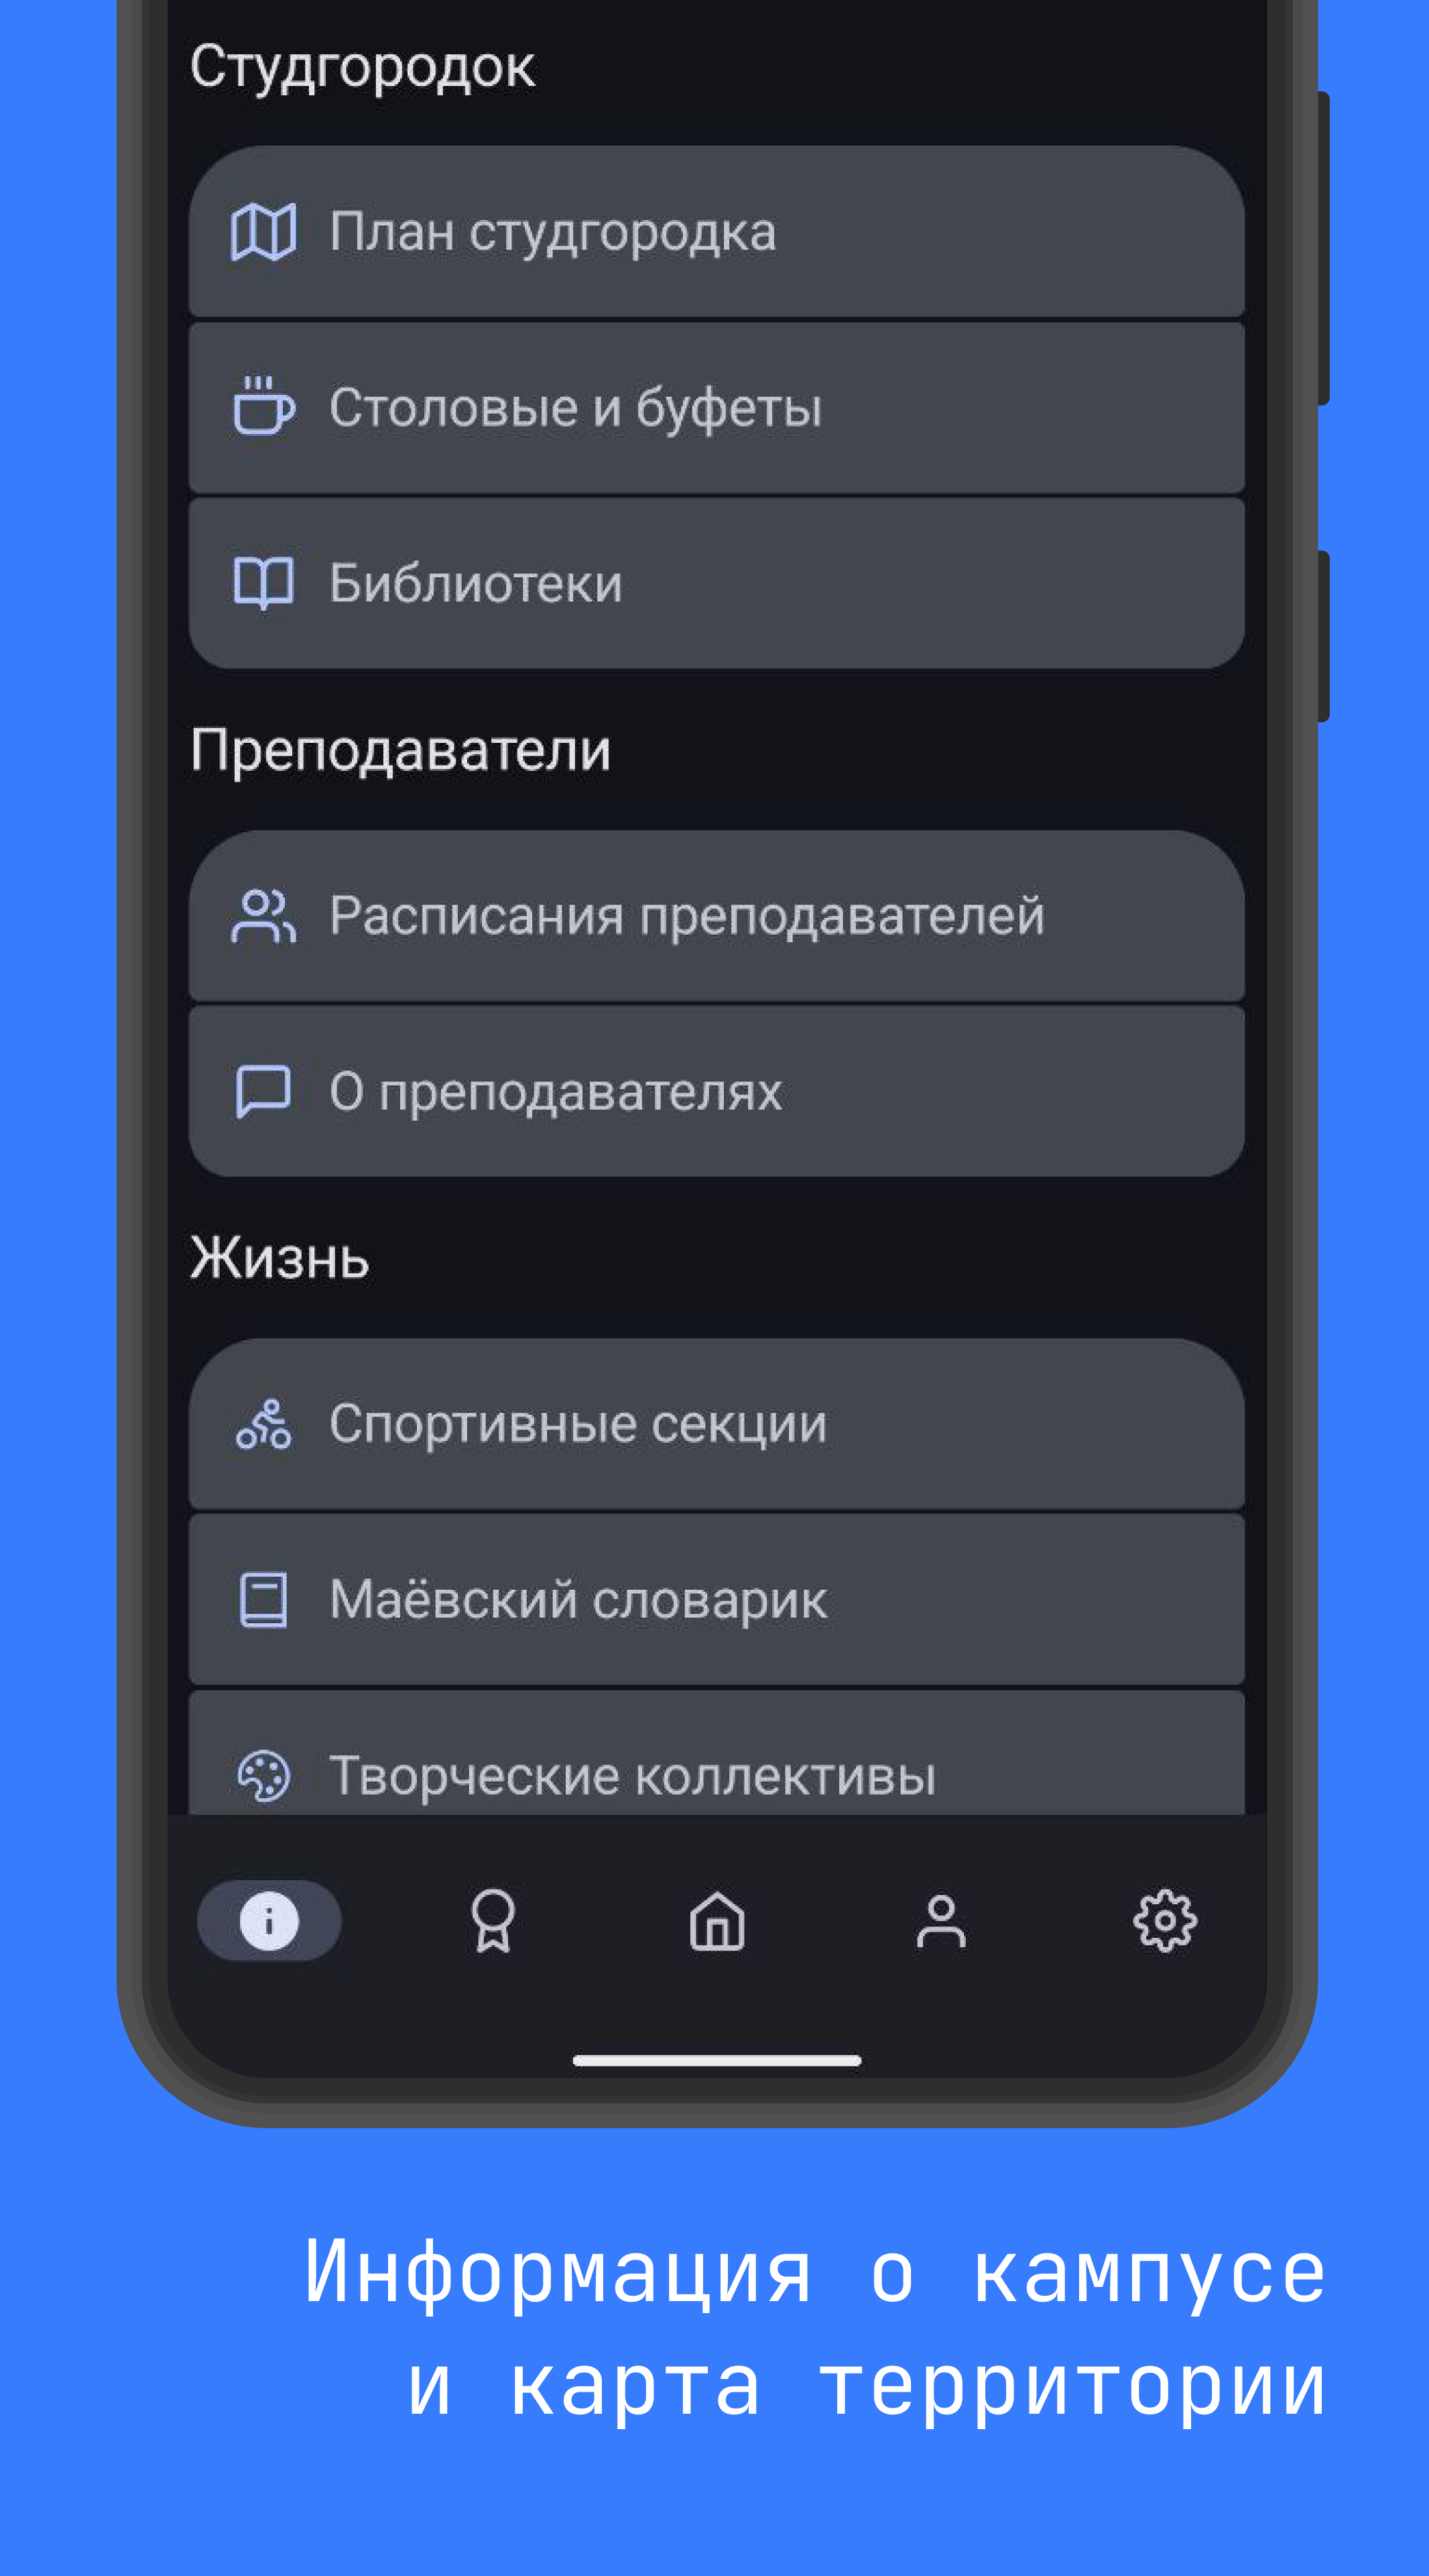 Студгородок
План студгородка
Столовые и буфеты
Библиотеки
Преподаватели
Расписания преподавателей
О преподавателях
Жизнь
Спортивные секции
Маёвский словарик
Творческие коллективы
Информация о кампусе
и карта территории